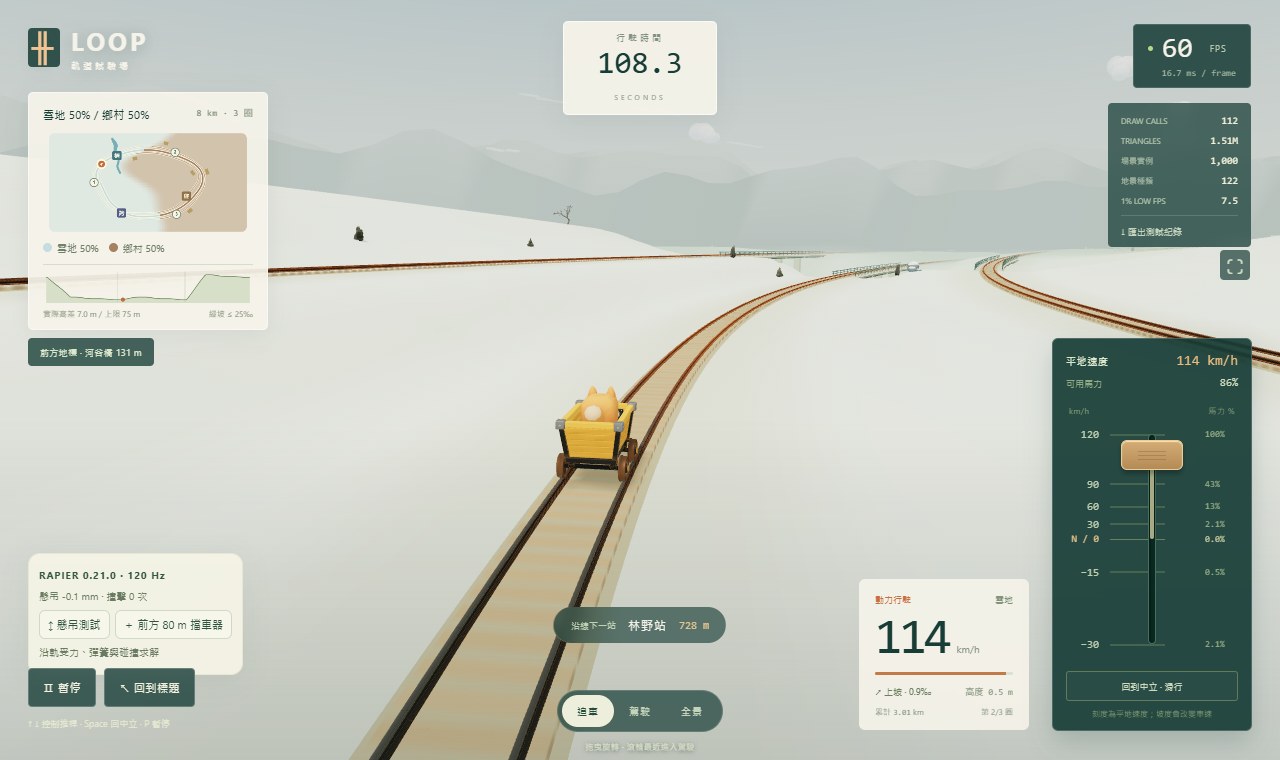 LOOP
軌道試驗場
雪地 50% / 鄉村 50%
8 km · 3 圈
雪地 50%
鄉村 50%
實際高差 7.0 m / 上限 75 m
縱坡 ≤ 25‰
前方地標 · 河谷橋 131 m
行駛時間
108.3
SECONDS
60 FPS
16.7 ms / frame
DRAW CALLS 112
TRIANGLES 1.51M
場景實例 1,000
地景種類 122
1% LOW FPS 7.5
↓ 匯出測試紀錄
平地速度 114 km/h
可用馬力 86%
km/h 馬力 %
120 100%
90 43%
60 13%
30 2.1%
N / 0 0.0%
−15 0.5%
−30 2.1%
回到中立 · 滑行
RAPIER 0.21.0 · 120 Hz
懸吊 -0.1 mm · 撞擊 0 次
↕ 懸吊測試
＋ 前方 80 m 擋車器
沿軌受力、彈簧與碰撞求解
暫停
↖ 回到標題
↑↓ 控制推桿 · Space 回中立 · P 暫停
沿線下一站 林野站 728 m
追車 駕駛 全景
動力行駛 雪地
114 km/h
↗ 上坡 · 0.9‰ 高度 0.5 m
累計 3.01 km 第 2/3 圈